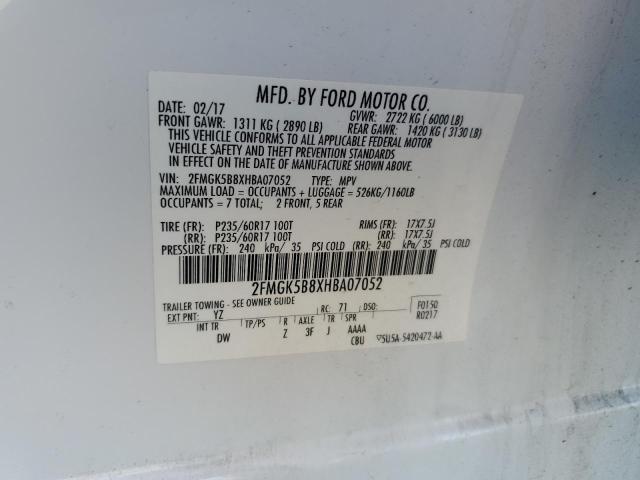 MFD. BY FORD MOTOR CO.
DATE: 02/17 GVWR: 2722 KG ( 6000 LB)
FRONT GAWR: 1311 KG ( 2890 LB) REAR GAWR: 1420 KG ( 3130 LB)
THIS VEHICLE CONFORMS TO ALL APPLICABLE FEDERAL MOTOR
VEHICLE SAFETY AND THEFT PREVENTION STANDARDS
IN EFFECT ON THE DATE OF MANUFACTURE SHOWN ABOVE.
VIN: 2FMGK5B8XHBA07052 TYPE: MPV
MAXIMUM LOAD = OCCUPANTS + LUGGAGE = 526KG/1160LB
OCCUPANTS = 7 TOTAL; 2 FRONT, 5 REAR
TIRE (FR): P235/60R17 100T RIMS (FR): 17X7.5J
(RR): P235/60R17 100T (RR): 17X7.5J
PRESSURE (FR): 240 kPa/ 35 PSI COLD (RR): 240 kPa/ 35 PSI COLD
2FMGK5B8XHBA07052
TRAILER TOWING - SEE OWNER GUIDE
EXT PNT: YZ RC: 71 DSO: F0150
INT TR TP/PS R AXLE TR SPR R0217
DW Z 3F J AAAA
CBU 5U5A-5420472-AA